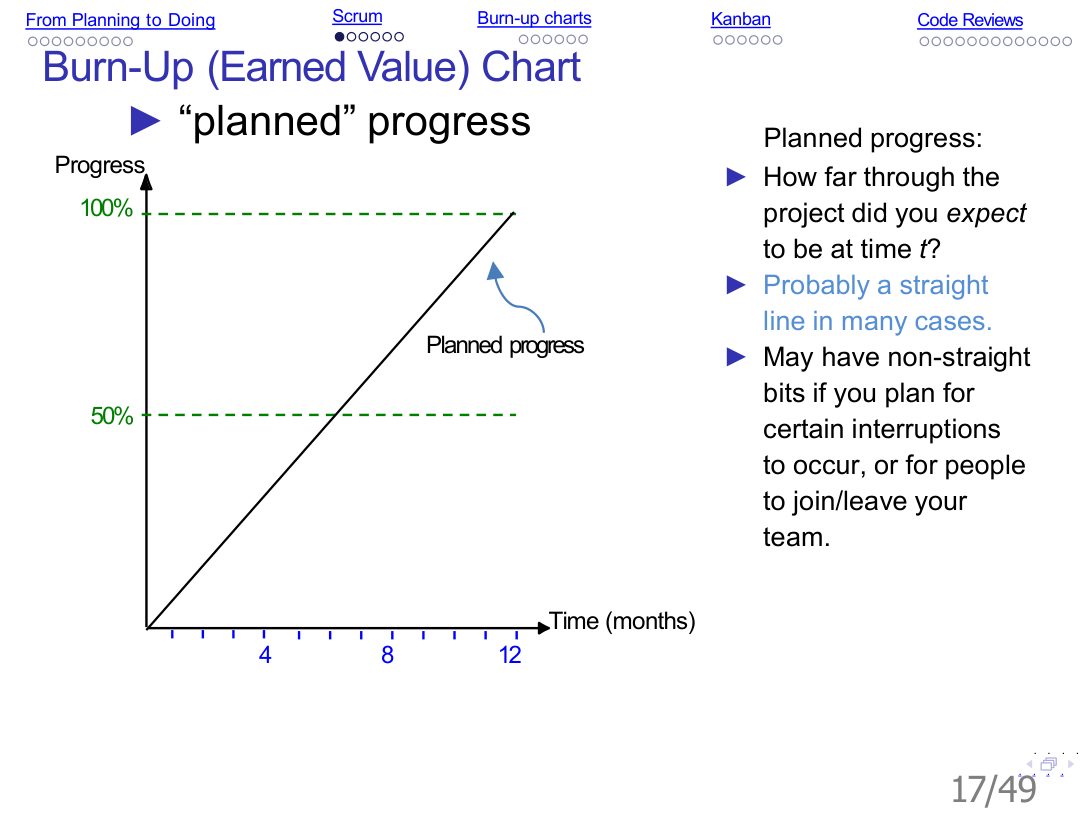 From Planning to Doing Scrum Burn-up charts Kanban Code Reviews
Burn-Up (Earned Value) Chart
► “planned” progress
Planned progress:
► How far through the
project did you expect
to be at time t?
► Probably a straight
line in many cases.
► May have non-straight
bits if you plan for
certain interruptions
to occur, or for people
to join/leave your
team.
Progress
100%
Planned progress
50%
Time (months)
4 8 12
17/49